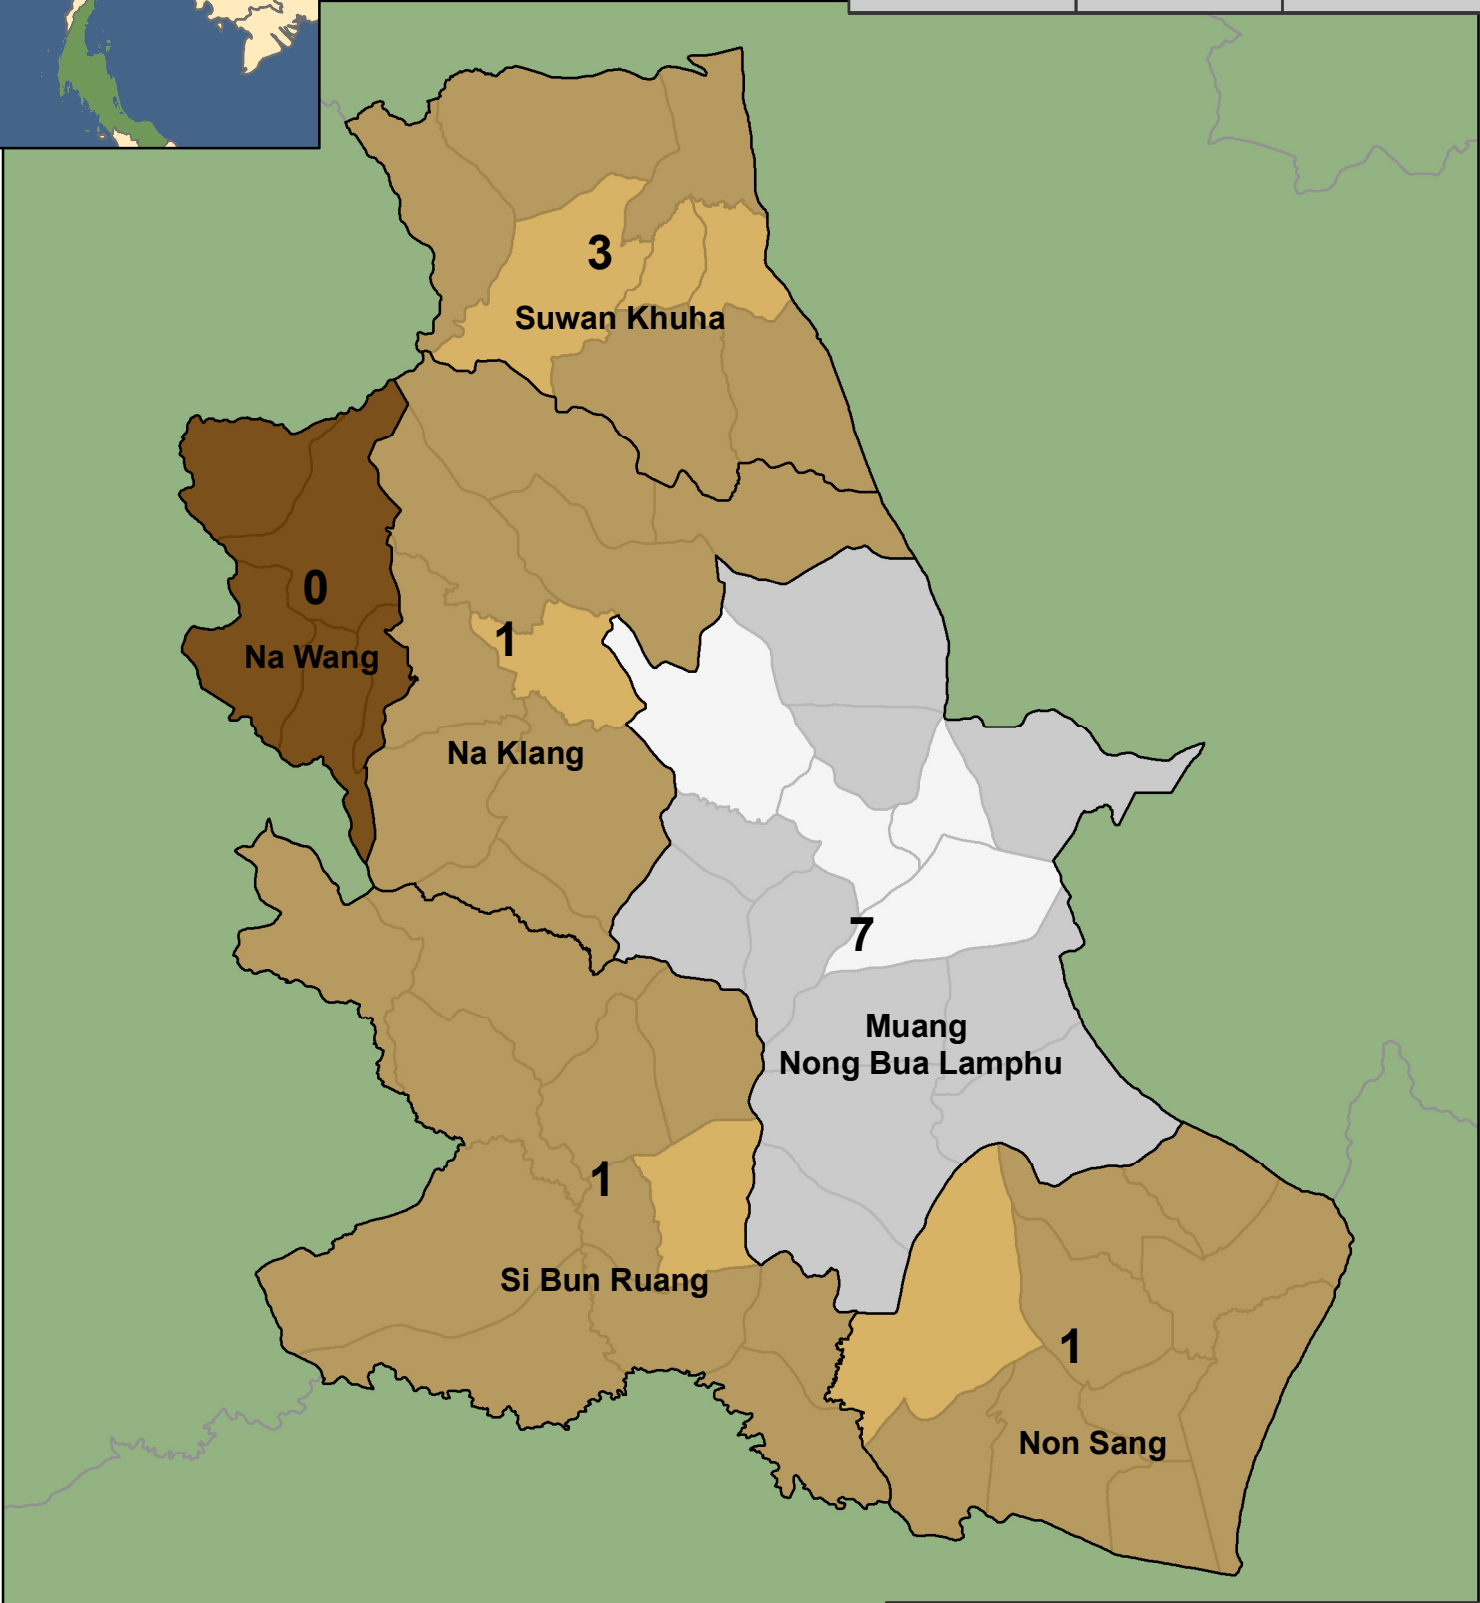 3
Suwan Khuha
0
Na Wang
1
Na Klang
7
Muang
Nong Bua Lamphu
1
Si Bun Ruang
1
Non Sang